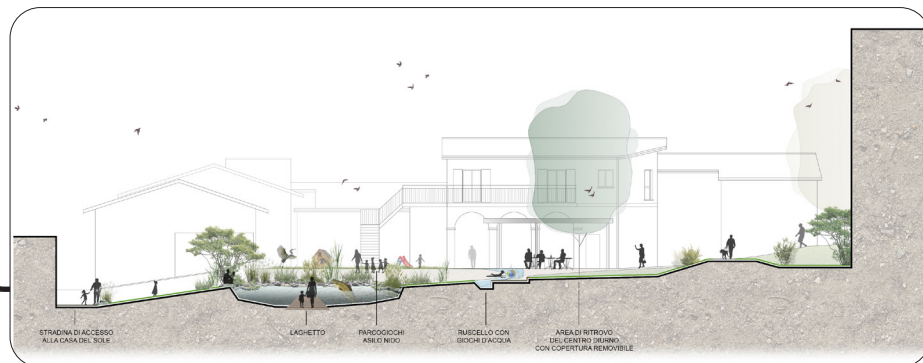 STRADINA DI ACCESSO
ALLA CASA DEL SOLE
LAGHETTO
PARCOGIOCHI
ASILO NIDO
RUSCELLO CON
GIOCHI D'ACQUA
AREA DI RITROVO
DEL CENTRO DIURNO
CON COPERTURA REMOVIBILE